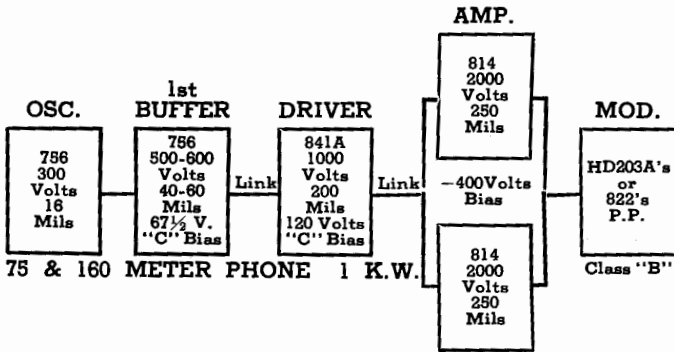 OSC.
756
300
Volts
16
Mils
1st
BUFFER
756
500-600
Volts
40-60
Mils
67½ V.
"C" Bias
Link
DRIVER
841A
1000
Volts
200
Mils
120 Volts
"C" Bias
Link
AMP.
814
2000
Volts
250
Mils
-400Volts
Bias
814
2000
Volts
250
Mils
MOD.
HD203A's
or
822's
P.P.
Class "B"
75 & 160 METER PHONE 1 K.W.